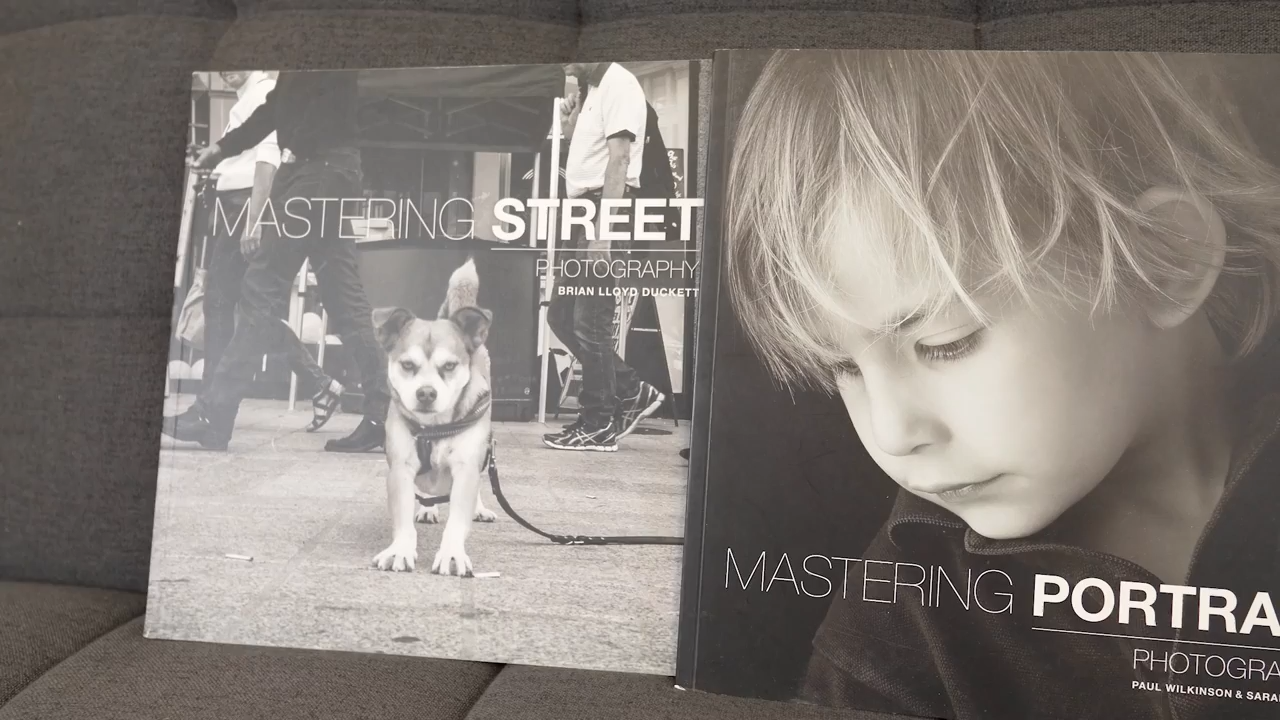 MASTERING STREET
PHOTOGRAPHY
BRIAN LLOYD DUCKETT
MASTERING PORTRA
PHOTOGRA
PAUL WILKINSON & SARA